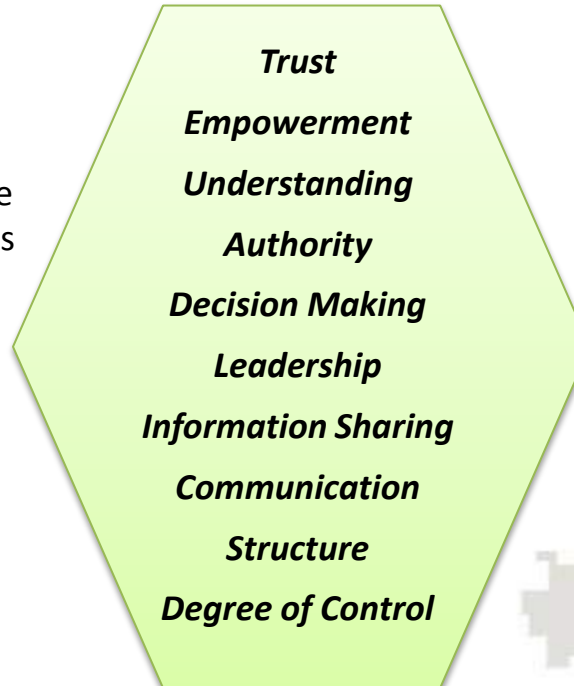 Trust
Empowerment
Understanding
e
s
Authority
Decision Making
Leadership
Information Sharing
Communication
Structure
Degree of Control